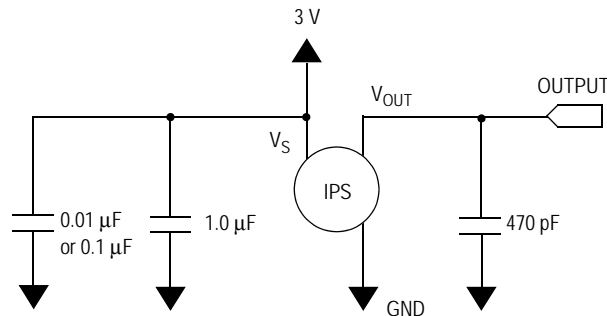 3 V
OUTPUT
V_OUT
V_S
IPS
0.01 μF
or 0.1 μF
1.0 μF
470 pF
GND